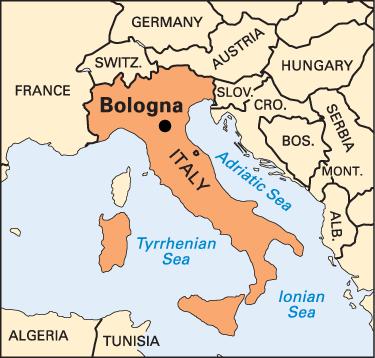 GERMANY
AUSTRIA
SWITZ.
HUNGARY
FRANCE
SLOV.
CRO.
Bologna
SERBIA
BOS.
ITALY
Adriatic Sea
MONT.
ALB.
Tyrrhenian
Sea
Ionian
Sea
ALGERIA
TUNISIA